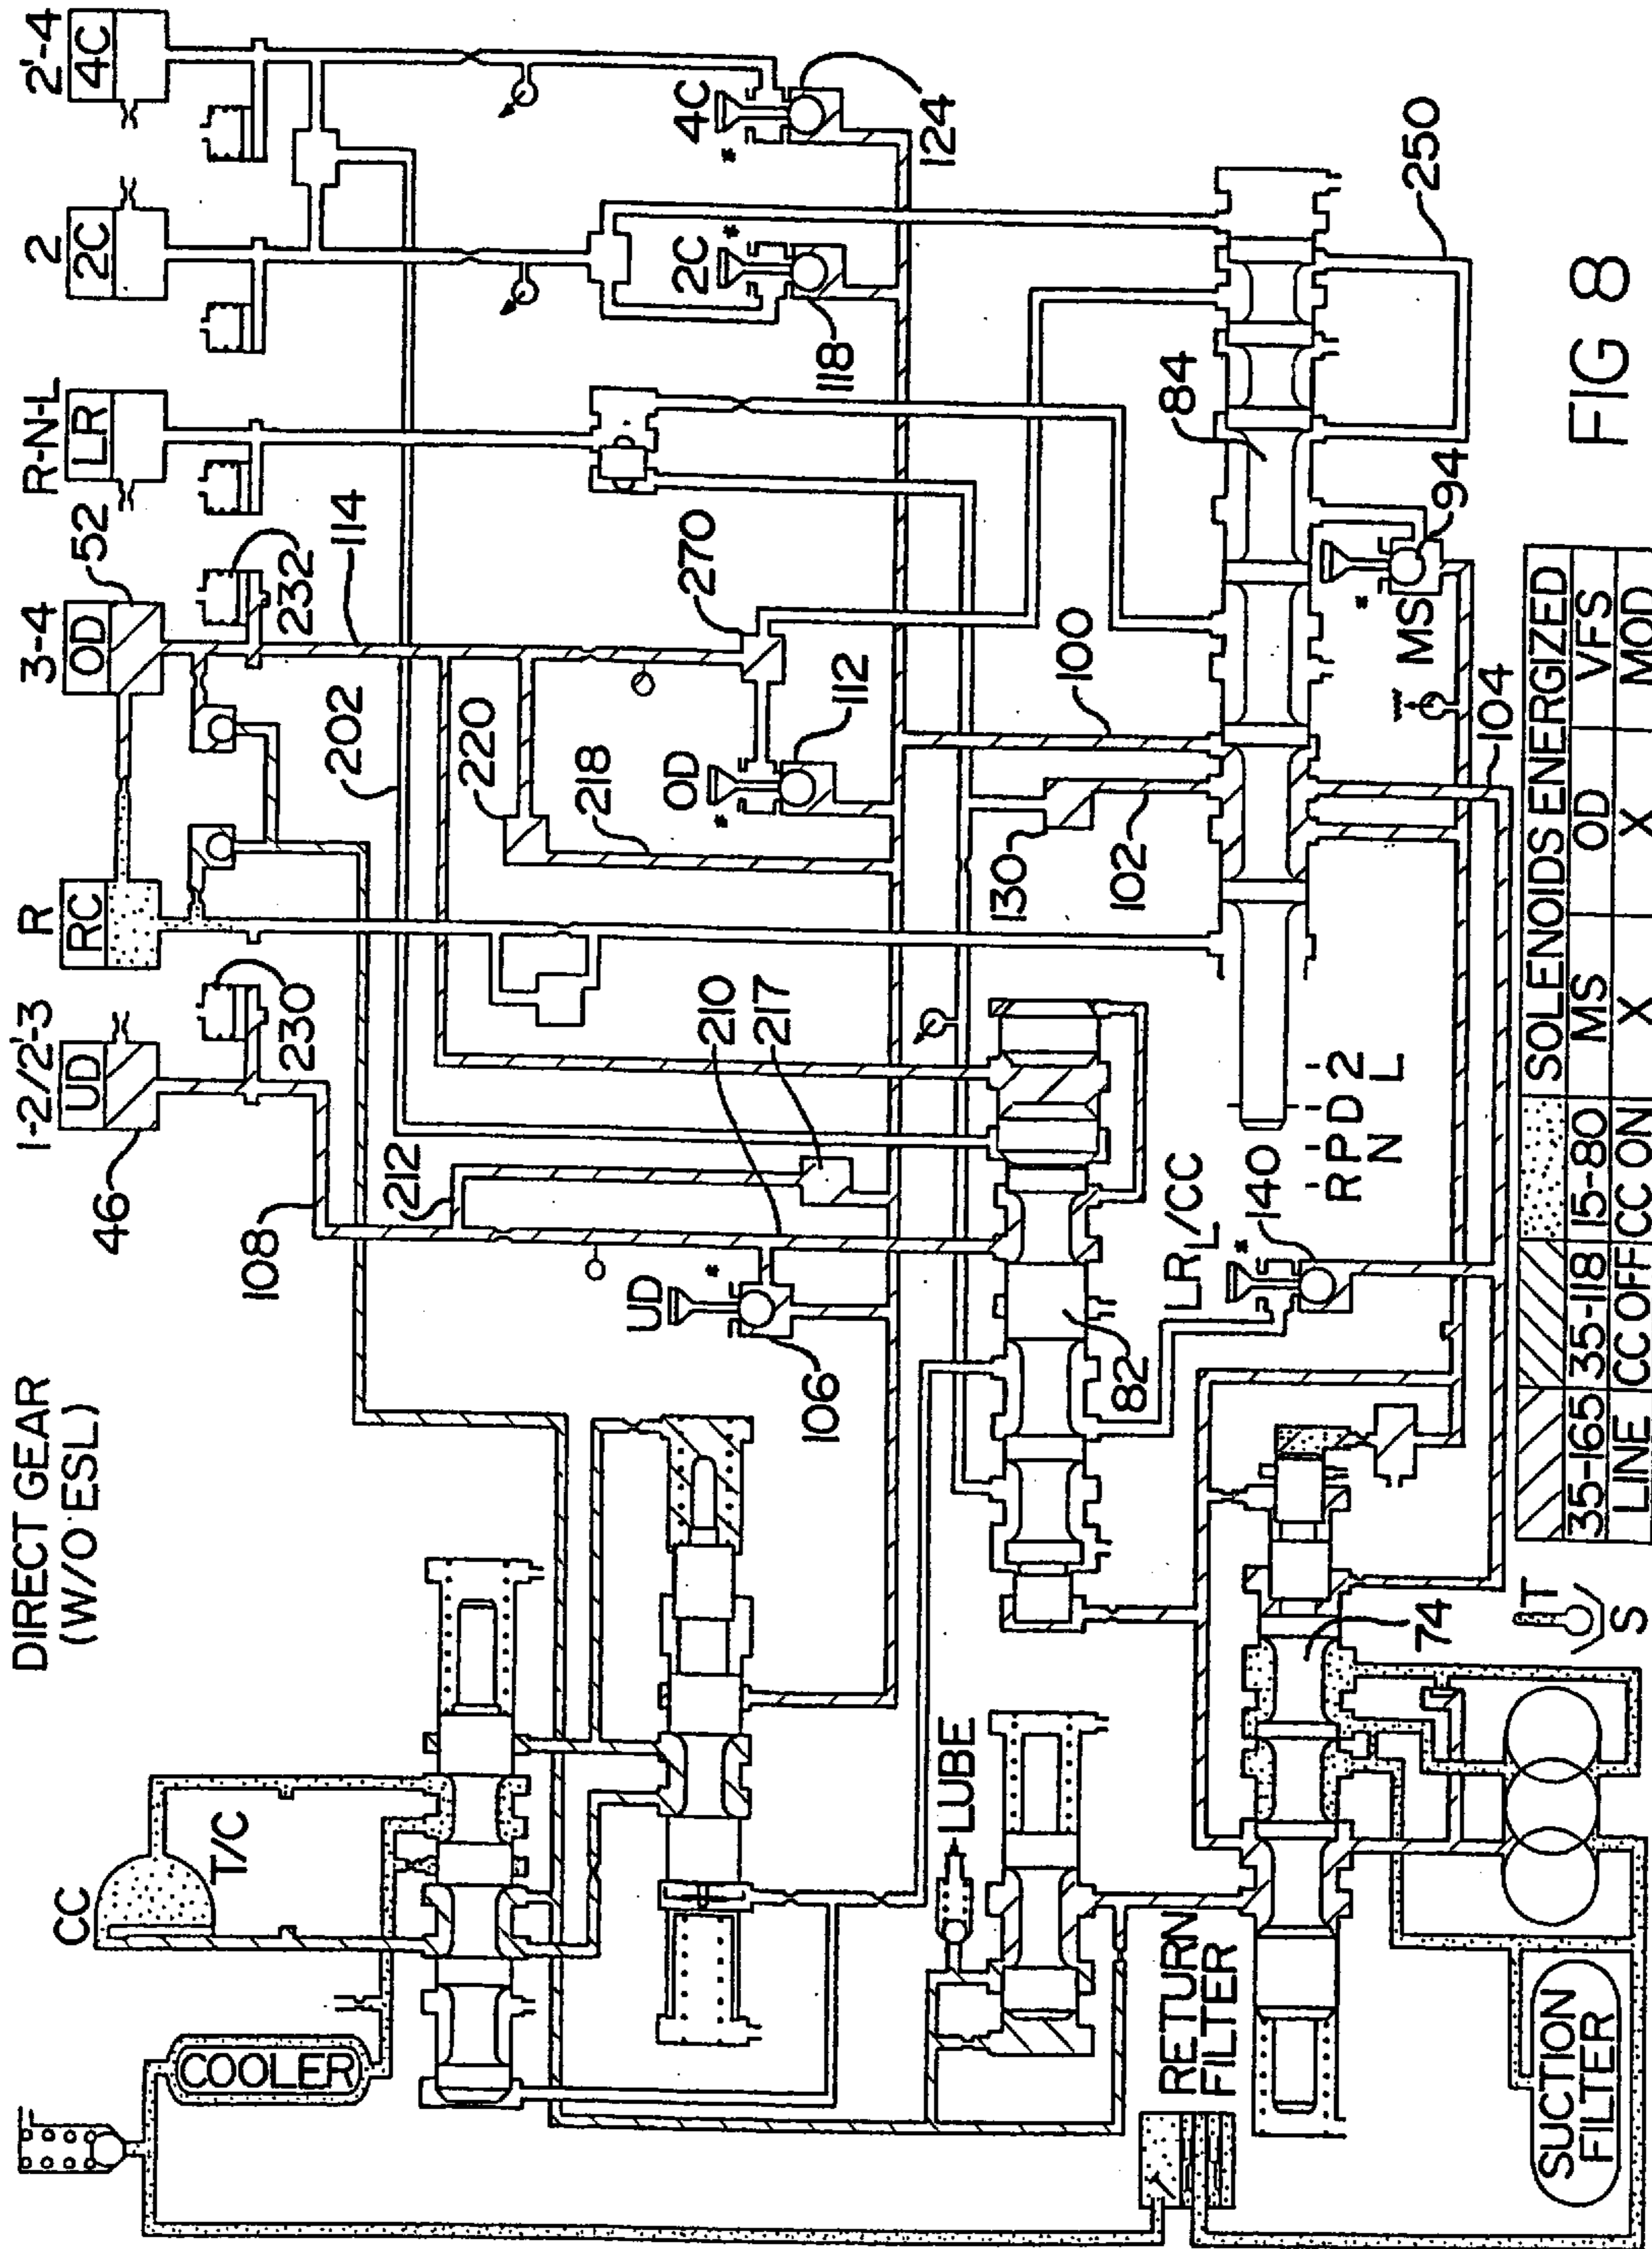 DIRECT GEAR
(W/O ESL)
1-2/2'-3
R
3-4
R-N-L
2
2'-4
UD
RC
OD
52
LR
2C
4C
46
230
232
108
114
202
212
220
270
218
210
217
UD
*
OD
*
112
2C
*
118
4C
*
124
106
130
102
100
84
250
CC
T/C
COOLER
LUBE
RETURN
FILTER
SUCTION
FILTER
82
LR/CC
*
140
R P D 2
N L
MS
*
94
104
74
T
S
35-165
35-118
15-80
SOLENOIDS ENERGIZED
LINE
CC OFF
CC ON
MS
OD
VFS
X
X
MOD
FIG 8